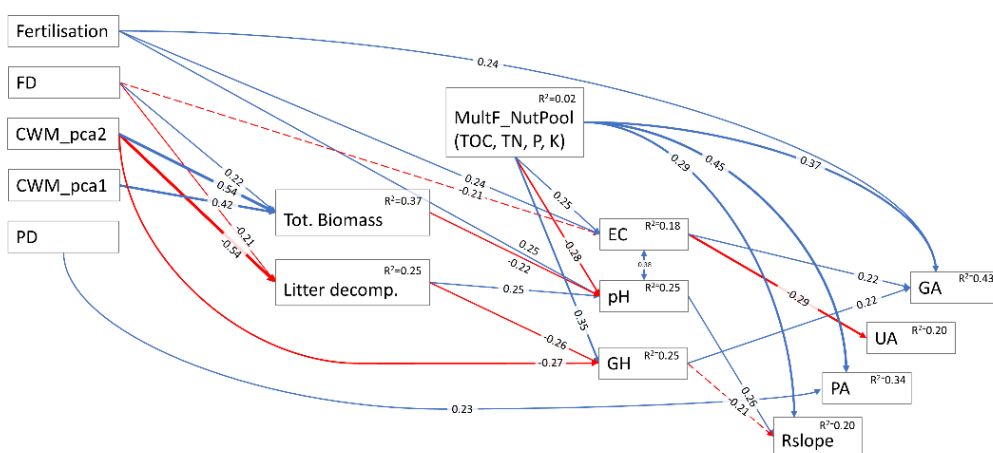 Fertilisation
FD
CWM_pca2
CWM_pca1
PD
R²=0.37
Tot. Biomass
R²=0.25
Litter decomp.
R²=0.02
MultF_NutPool
(TOC, TN, P, K)
EC R²⁻0.18
R²⁻0.25
pH
GH R²⁻0.25
R²⁻0.43
GA
R²⁻0.20
UA
R²⁻0.34
PA
R²⁻0.20
Rslope
0.24
0.22
0.54
0.42
-0.21
-0.54
0.24
-0.21
0.25
-0.22
0.25
0.25
-0.28
0.35
0.38
-0.26
-0.27
0.23
0.29
0.45
0.37
0.22
0.22
-0.29
0.26
-0.21